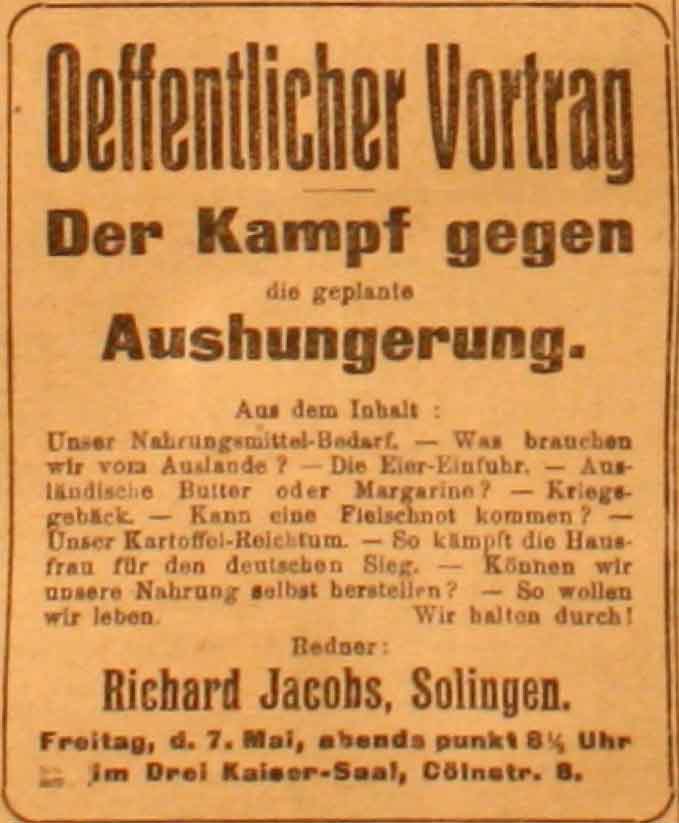 Oeffentlicher Vortrag
Der Kampf gegen
die geplante
Aushungerung.
Aus dem Inhalt :
Unser Nahrungsmittel-Bedarf. — Was brauchen
wir vom Auslande ? — Die Eier-Einfuhr. — Aus-
ländische Butter oder Margarine ? — Kriegs-
gebäck. — Kann eine Fleischnot kommen ? —
Unser Kartoffel-Reichtum. — So kämpft die Haus-
frau für den deutschen Sieg. — Können wir
unsere Nahrung selbst herstellen ? — So wollen
wir leben. Wir halten durch!
Redner:
Richard Jacobs, Solingen.
Freitag, d. 7. Mai, abends punkt 8½ Uhr
im Drei Kaiser-Saal, Cölnstr. 8.